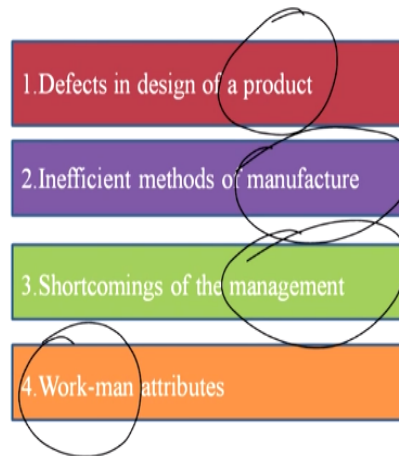 1.Defects in design of a product
2.Inefficient methods of manufacture
3.Shortcomings of the management
4.Work-man attributes